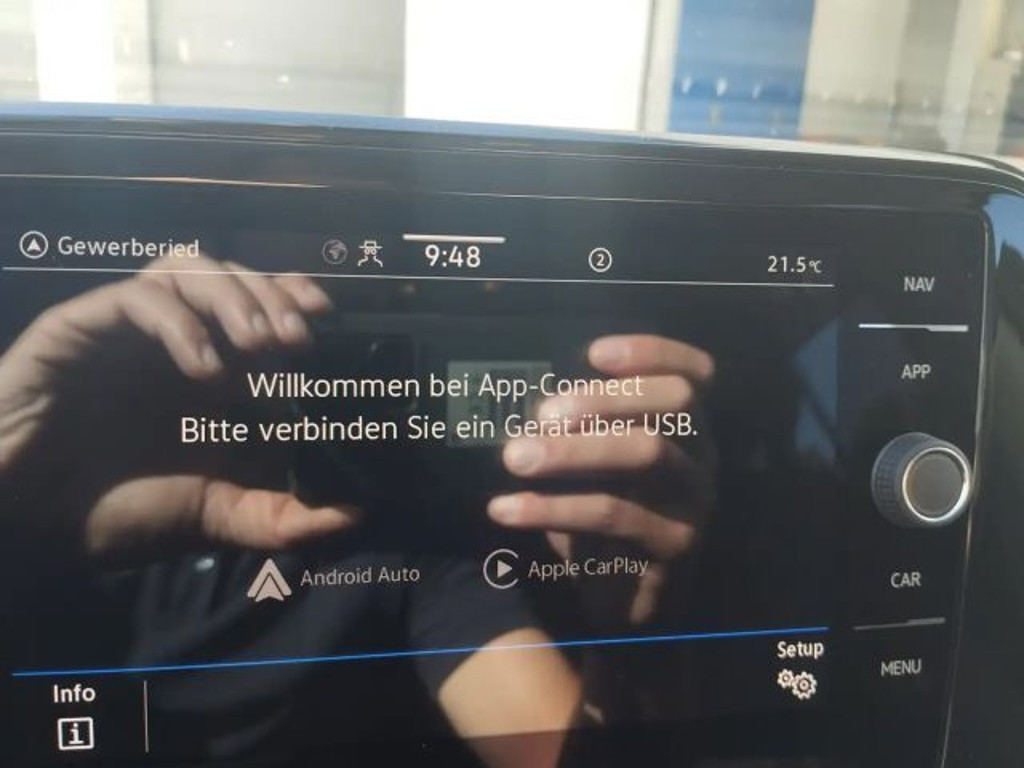 Gewerberied
9:48
2
21.5°C
NAV
APP
Willkommen bei App-Connect
Bitte verbinden Sie ein Gerät über USB.
Android Auto
Apple CarPlay
CAR
Setup
MENU
Info
i